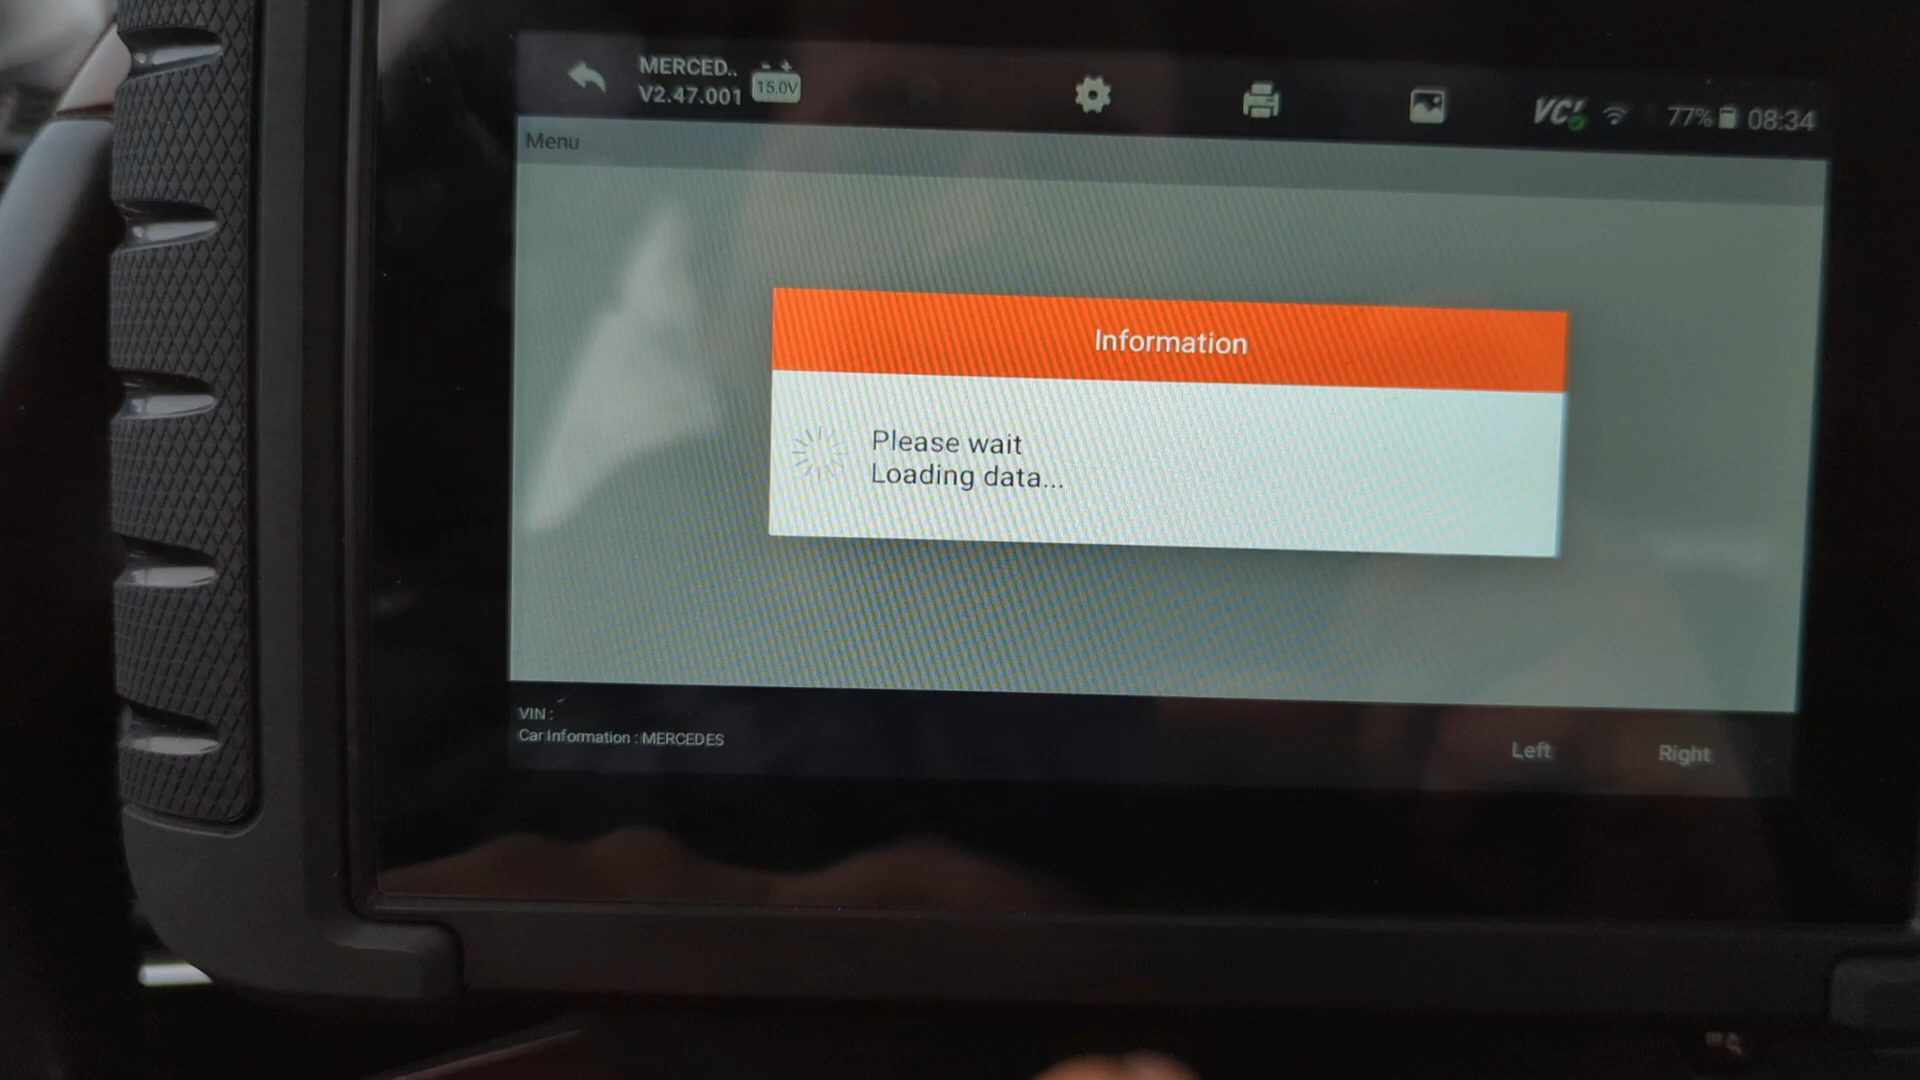 MERCED..
V2.47.001
15.0V
VCI
77%
08:34
Menu
Information
Please wait
Loading data...
VIN :
Car Information : MERCEDES
Left
Right